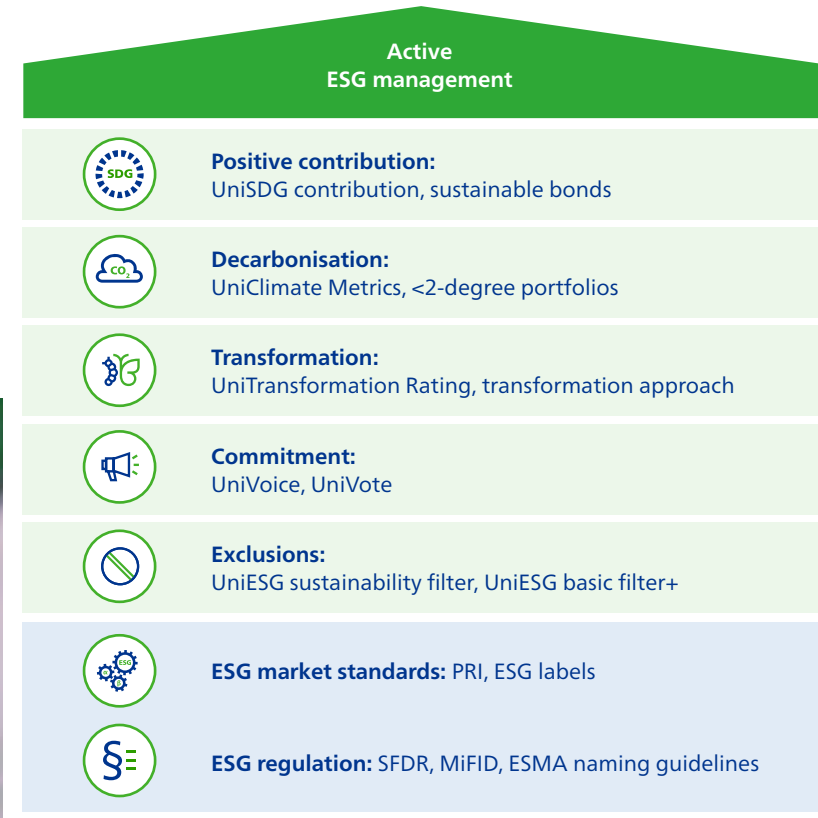 Active
ESG management
SDG
Positive contribution:
UniSDG contribution, sustainable bonds
CO2
Decarbonisation:
UniClimate Metrics, <2-degree portfolios
Transformation:
UniTransformation Rating, transformation approach
Commitment:
UniVoice, UniVote
Exclusions:
UniESG sustainability filter, UniESG basic filter+
ESG
ESG market standards: PRI, ESG labels
§
ESG regulation: SFDR, MiFID, ESMA naming guidelines